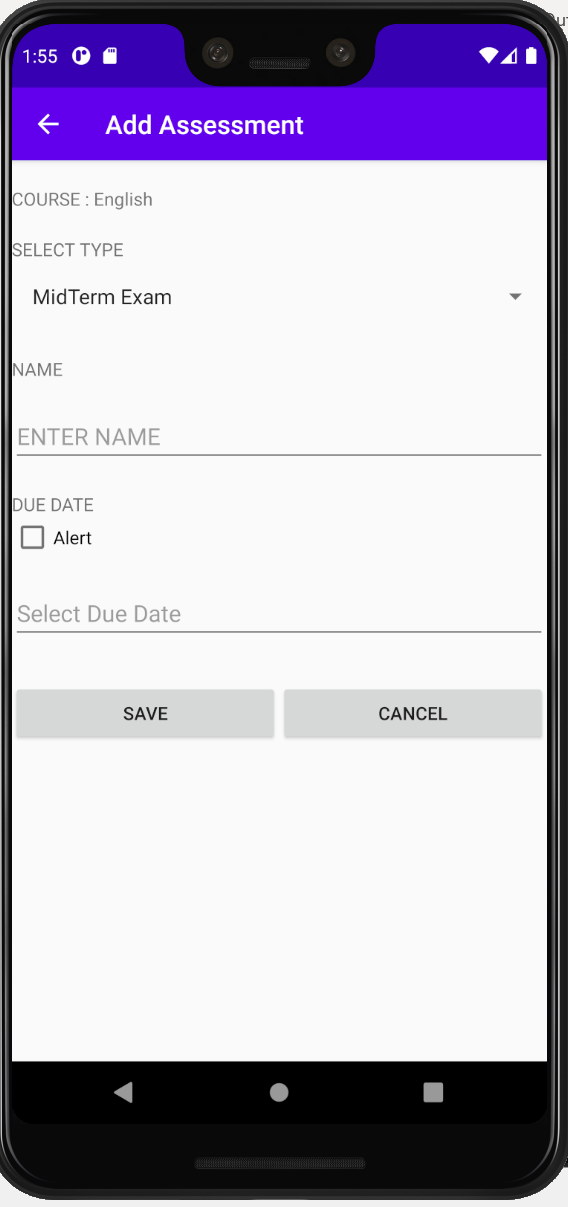 1:55
Add Assessment
COURSE : English
SELECT TYPE
MidTerm Exam
NAME
ENTER NAME
DUE DATE
Alert
Select Due Date
SAVE CANCEL